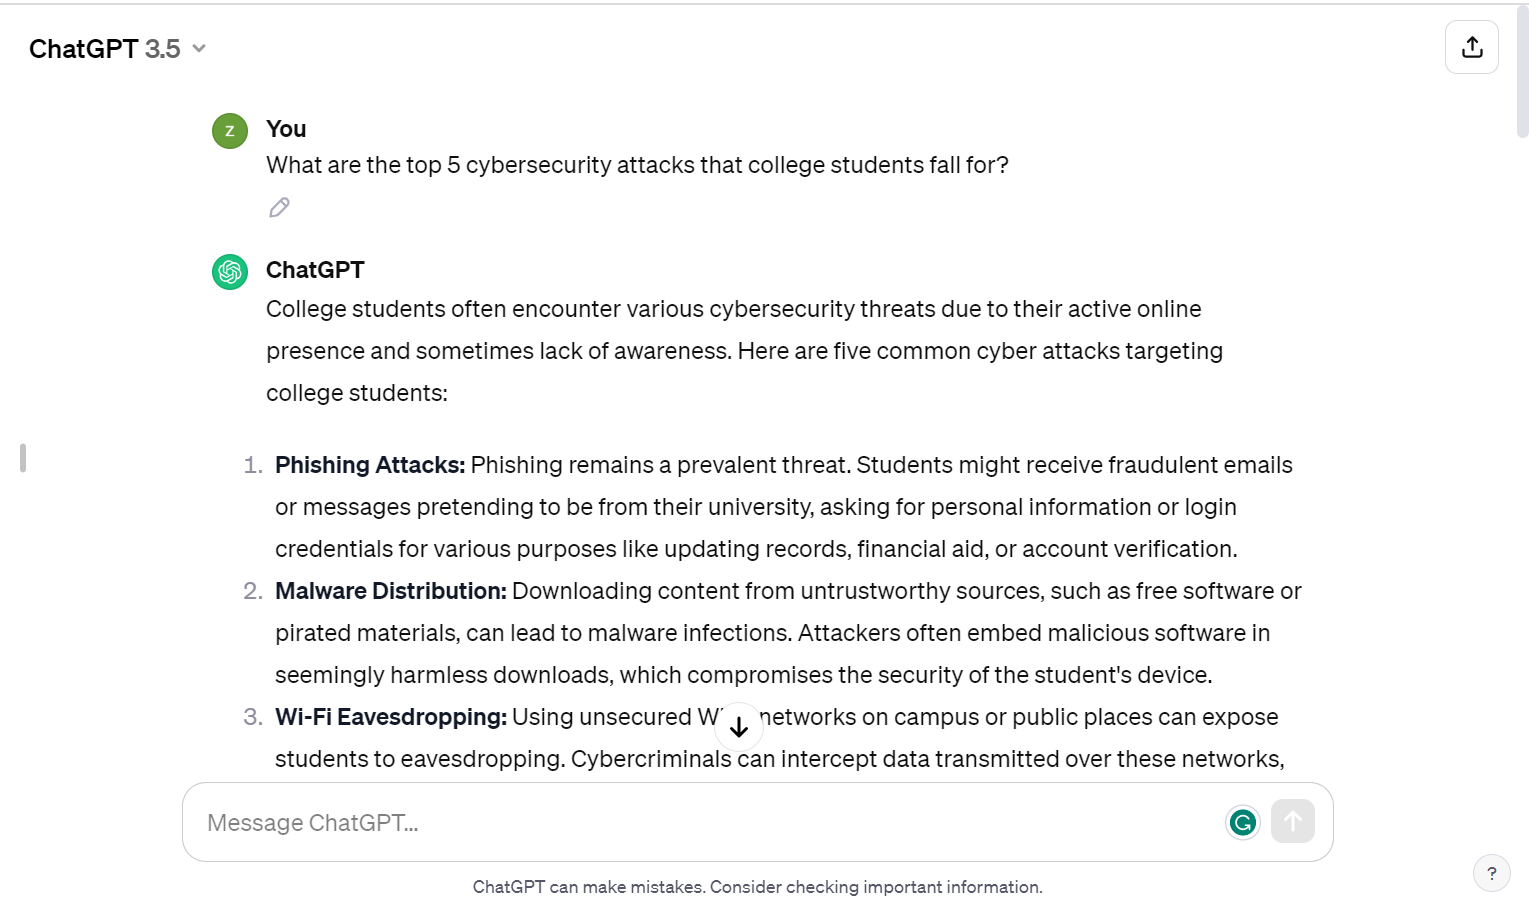 ChatGPT 3.5
Z
You
What are the top 5 cybersecurity attacks that college students fall for?
ChatGPT
College students often encounter various cybersecurity threats due to their active online
presence and sometimes lack of awareness. Here are five common cyber attacks targeting
college students:
1. Phishing Attacks: Phishing remains a prevalent threat. Students might receive fraudulent emails
or messages pretending to be from their university, asking for personal information or login
credentials for various purposes like updating records, financial aid, or account verification.
2. Malware Distribution: Downloading content from untrustworthy sources, such as free software or
pirated materials, can lead to malware infections. Attackers often embed malicious software in
seemingly harmless downloads, which compromises the security of the student's device.
3. Wi-Fi Eavesdropping: Using unsecured networks on campus or public places can expose
students to eavesdropping. Cybercriminals can intercept data transmitted over these networks,
Message ChatGPT...
ChatGPT can make mistakes. Consider checking important information.
?